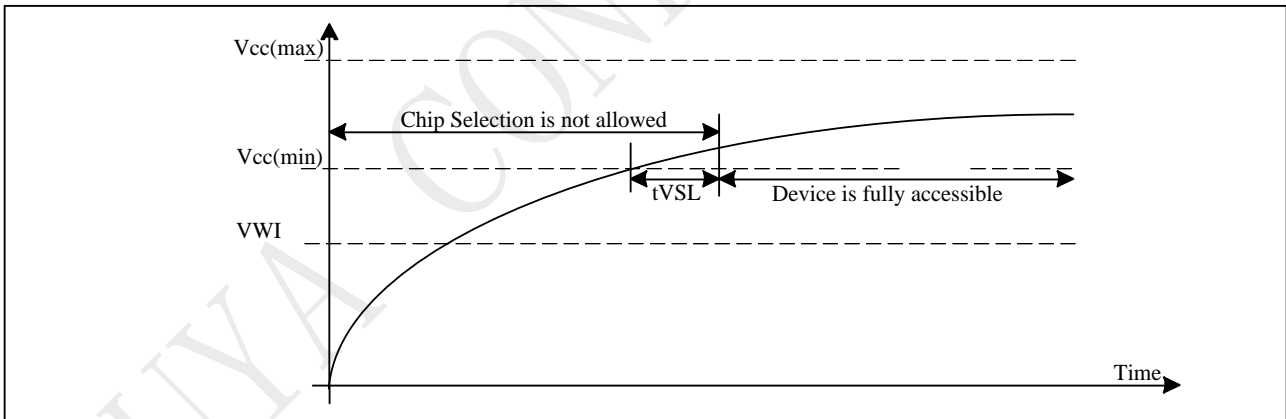 Vcc(max)
Chip Selection is not allowed
Vcc(min)
tVSL
Device is fully accessible
VWI
Time